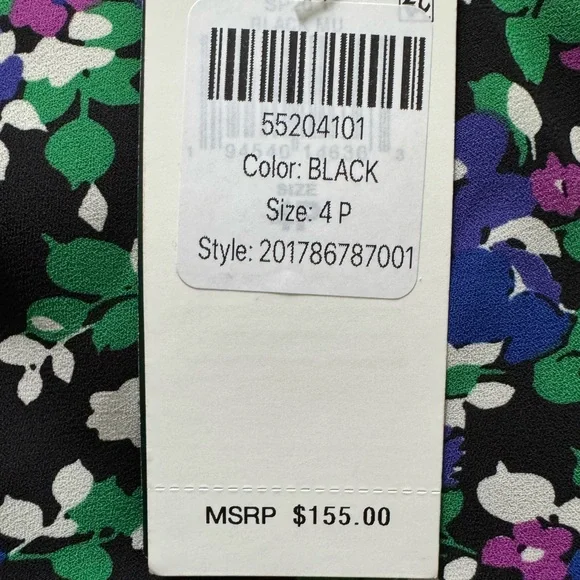 55204101
Color: BLACK
Size: 4 P
Style: 201786787001
MSRP $155.00